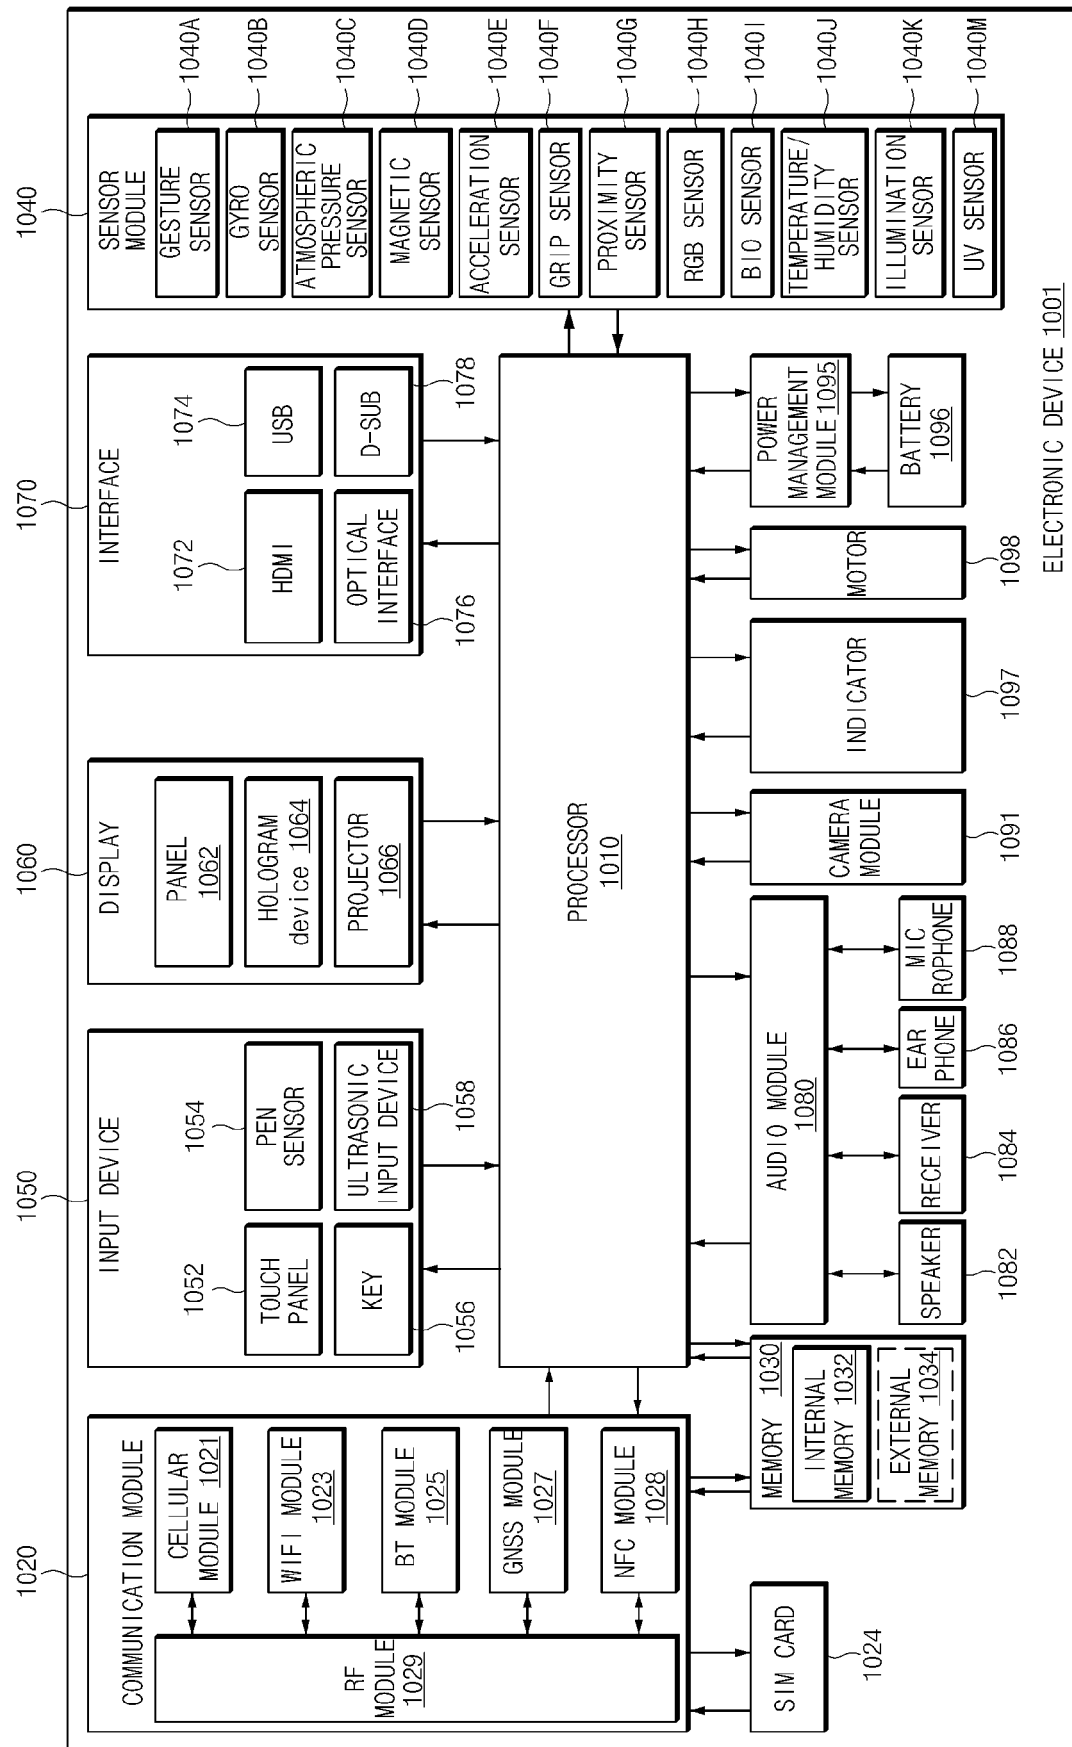 1020
COMMUNICATION MODULE
RF
MODULE
1029
CELLULAR
MODULE 1021
WIFI MODULE
1023
BT MODULE
1025
GNSS MODULE
1027
NFC MODULE
1028
SIM CARD
1024
1050
INPUT DEVICE
1052
TOUCH
PANEL
1054
PEN
SENSOR
KEY
1056
ULTRASONIC
INPUT DEVICE
1058
1060
DISPLAY
PANEL
1062
HOLOGRAM
device 1064
PROJECTOR
1066
1070
INTERFACE
1072
HDMI
1074
USB
OPTICAL
INTERFACE
1076
D-SUB
1078
1040
SENSOR
MODULE
GESTURE
SENSOR
1040A
GYRO
SENSOR
1040B
ATMOSPHERIC
PRESSURE
SENSOR
1040C
MAGNETIC
SENSOR
1040D
ACCELERATION
SENSOR
1040E
GRIP SENSOR
1040F
PROXIMITY
SENSOR
1040G
RGB SENSOR
1040H
BIO SENSOR
1040I
TEMPERATURE/
HUMIDITY
SENSOR
1040J
ILLUMINATION
SENSOR
1040K
UV SENSOR
1040M
PROCESSOR
1010
MEMORY 1030
INTERNAL
MEMORY 1032
EXTERNAL
MEMORY 1034
AUDIO MODULE
1080
SPEAKER
1082
RECEIVER
1084
EAR
PHONE
1086
MIC
ROPHONE
1088
CAMERA
MODULE
1091
INDICATOR
1097
MOTOR
1098
POWER
MANAGEMENT
MODULE 1095
BATTERY
1096
ELECTRONIC DEVICE 1001